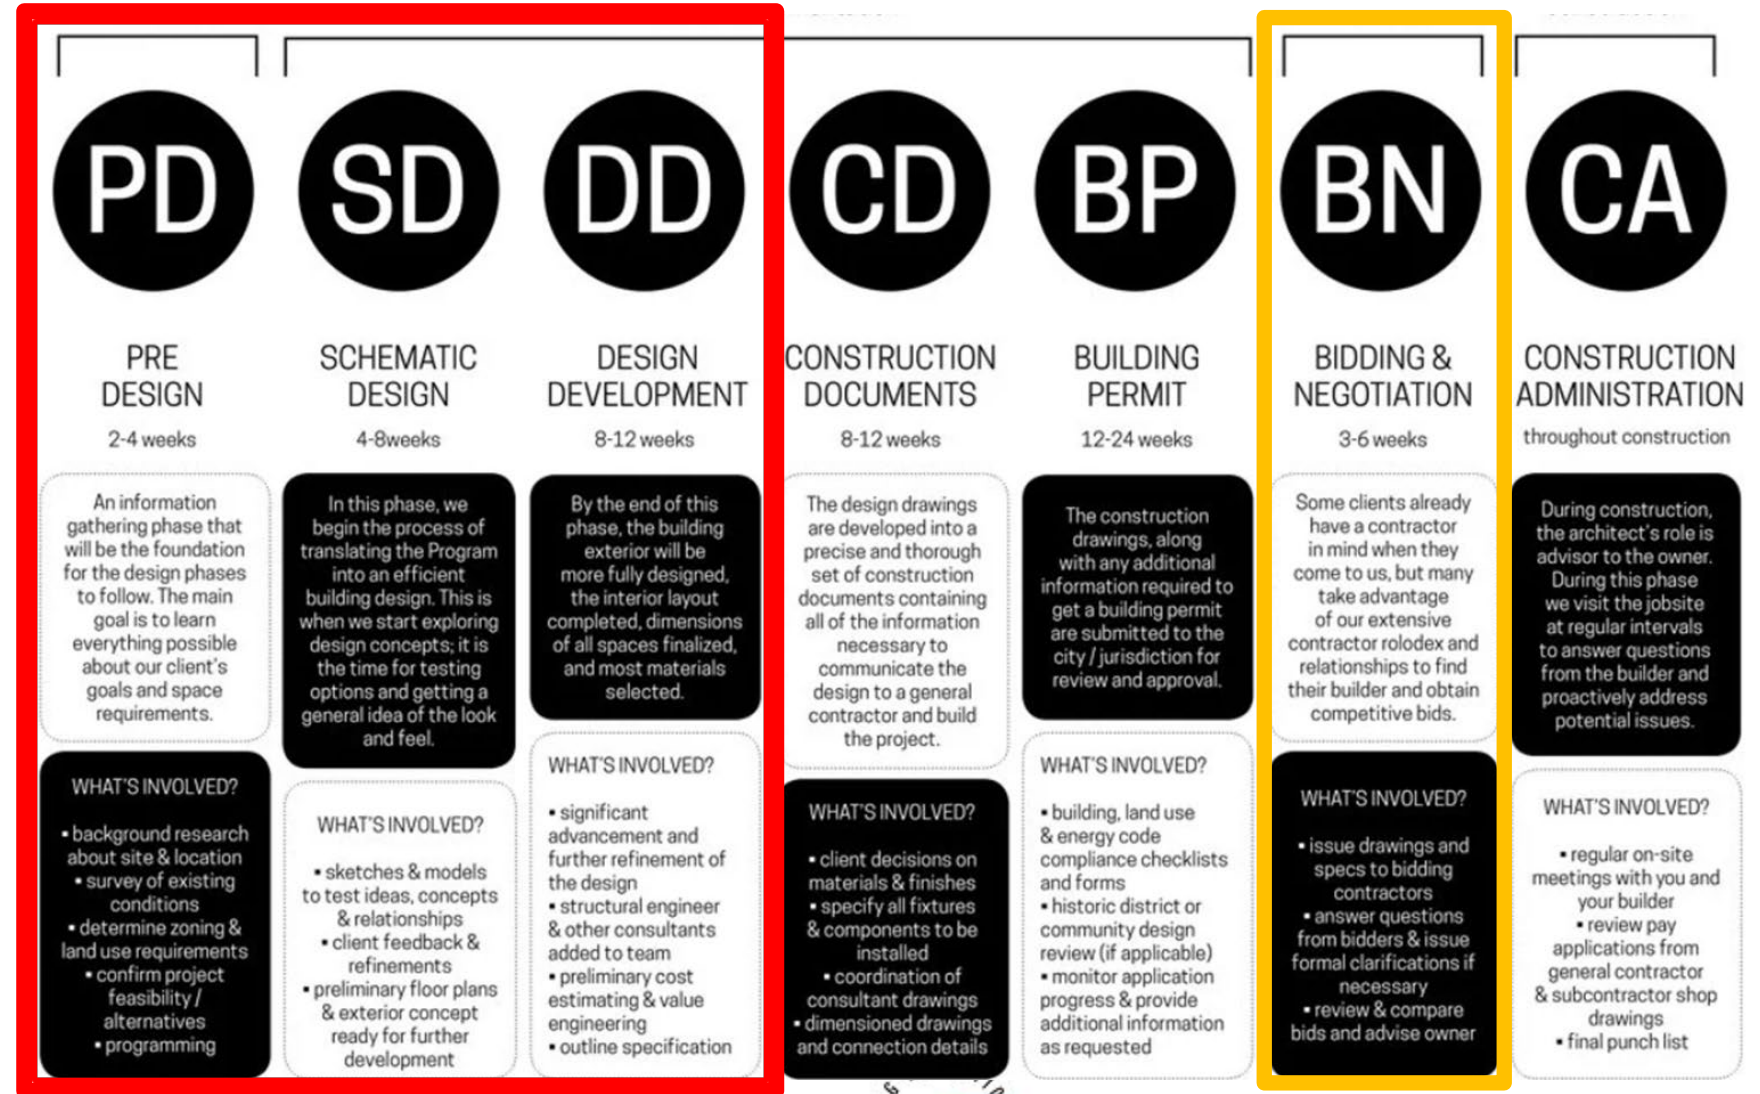 PD
PRE
DESIGN
2-4 weeks
An information
gathering phase that
will be the foundation
for the design phases
to follow. The main
goal is to learn
everything possible
about our client's
goals and space
requirements.
WHAT'S INVOLVED?
▪ background research
about site & location
▪ survey of existing
conditions
▪ determine zoning &
land use requirements
▪ confirm project
feasibility /
alternatives
▪ programming
SD
SCHEMATIC
DESIGN
4-8weeks
In this phase, we
begin the process of
translating the Program
into an efficient
building design. This is
when we start exploring
design concepts; it is
the time for testing
options and getting a
general idea of the look
and feel.
WHAT'S INVOLVED?
▪ sketches & models
to test ideas, concepts
& relationships
▪ client feedback &
refinements
▪ preliminary floor plans
& exterior concept
ready for further
development
DD
DESIGN
DEVELOPMENT
8-12 weeks
By the end of this
phase, the building
exterior will be
more fully designed,
the interior layout
completed, dimensions
of all spaces finalized,
and most materials
selected.
WHAT'S INVOLVED?
▪ significant
advancement and
further refinement of
the design
▪ structural engineer
& other consultants
added to team
▪ preliminary cost
estimating & value
engineering
▪ outline specification
CD
CONSTRUCTION
DOCUMENTS
8-12 weeks
The design drawings
are developed into a
precise and thorough
set of construction
documents containing
all of the information
necessary to
communicate the
design to a general
contractor and build
the project.
WHAT'S INVOLVED?
▪ client decisions on
materials & finishes
▪ specify all fixtures
& components to be
installed
▪ coordination of
consultant drawings
▪ dimensioned drawings
and connection details
BP
BUILDING
PERMIT
12-24 weeks
The construction
drawings, along
with any additional
information required to
get a building permit
are submitted to the
city / jurisdiction for
review and approval.
WHAT'S INVOLVED?
▪ building, land use
& energy code
compliance checklists
and forms
▪ historic district or
community design
review (if applicable)
▪ monitor application
progress & provide
additional information
as requested
BN
BIDDING &
NEGOTIATION
3-6 weeks
Some clients already
have a contractor
in mind when they
come to us, but many
take advantage
of our extensive
contractor rolodex and
relationships to find
their builder and obtain
competitive bids.
WHAT'S INVOLVED?
▪ issue drawings and
specs to bidding
contractors
▪ answer questions
from bidders & issue
formal clarifications if
necessary
▪ review & compare
bids and advise owner
CA
CONSTRUCTION
ADMINISTRATION
throughout construction
During construction,
the architect's role is
advisor to the owner.
During this phase
we visit the jobsite
at regular intervals
to answer questions
from the builder and
proactively address
potential issues.
WHAT'S INVOLVED?
▪ regular on-site
meetings with you and
your builder
▪ review pay
applications from
general contractor
& subcontractor shop
drawings
▪ final punch list